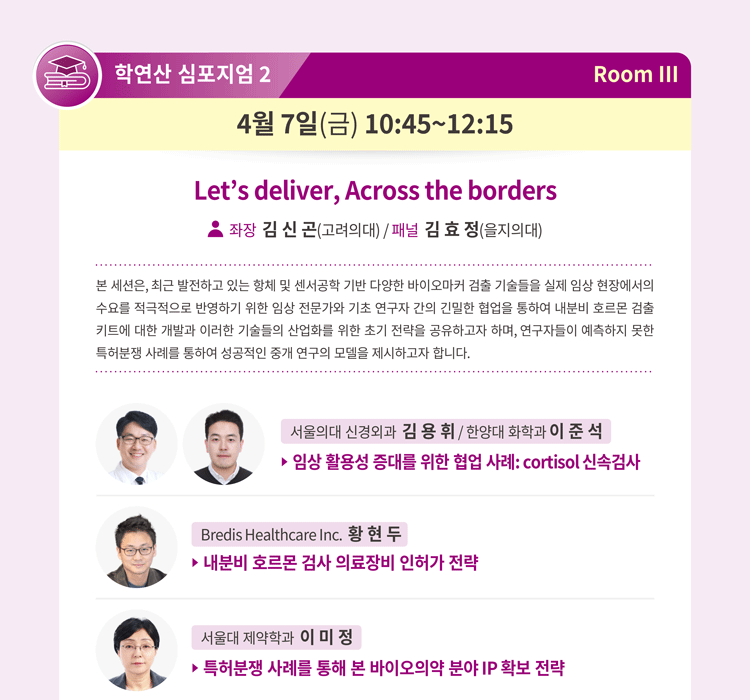 학연산 심포지엄 2
Room III
4월 7일(금) 10:45~12:15
Let's deliver, Across the borders
좌장 김 신 곤(고려의대) / 패널 김 효 정(을지의대)
본 세션은, 최근 발전하고 있는 항체 및 센서공학 기반 다양한 바이오마커 검출 기술들을 실제 임상 현장에서의
수요를 적극적으로 반영하기 위한 임상 전문가와 기초 연구자 간의 긴밀한 협업을 통하여 내분비 호르몬 검출
키트에 대한 개발과 이러한 기술들의 산업화를 위한 초기 전략을 공유하고자 하며, 연구자들이 예측하지 못한
특허분쟁 사례를 통하여 성공적인 중개 연구의 모델을 제시하고자 합니다.
서울의대 신경외과 김 용 휘 / 한양대 화학과 이 준 석
임상 활용성 증대를 위한 협업 사례: cortisol 신속검사
Bredis Healthcare Inc. 황 현 두
내분비 호르몬 검사 의료장비 인허가 전략
서울대 제약학과 이 미 정
특허분쟁 사례를 통해 본 바이오의약 분야 IP 확보 전략